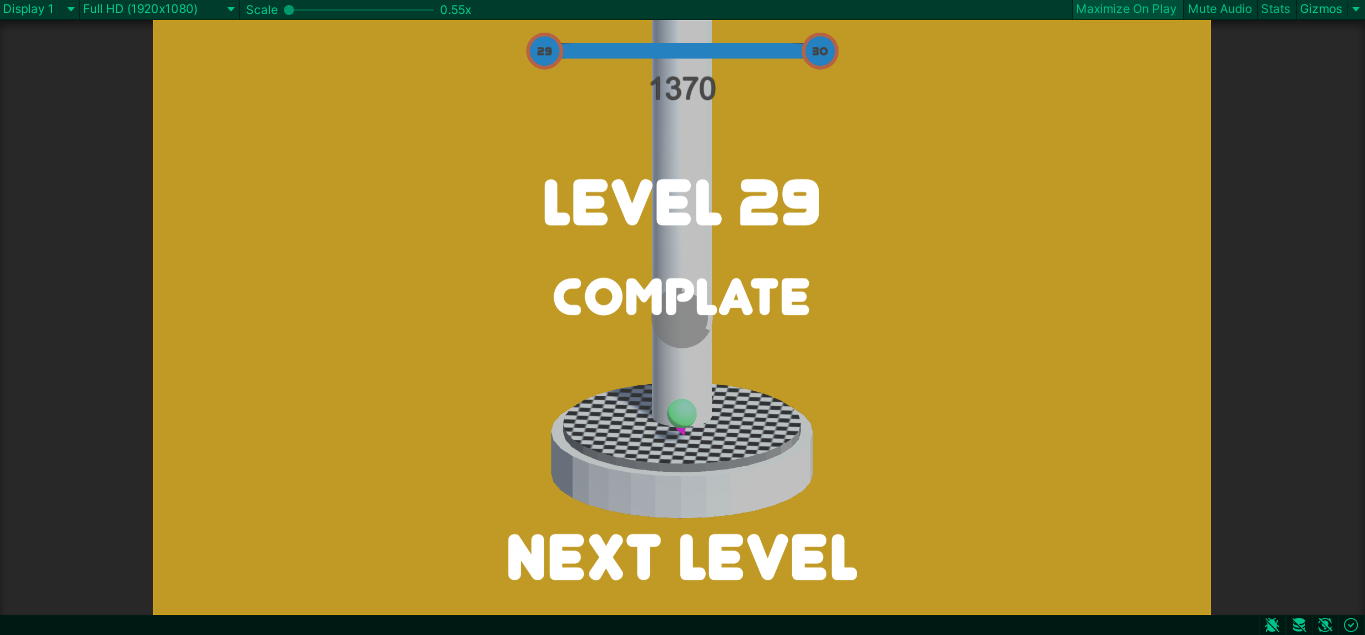 Display 1 Full HD (1920x1080) Scale 0.55x Maximize On Play Mute Audio Stats Gizmos
29 30
1370
LEVEL 29
COMPLATE
NEXT LEVEL